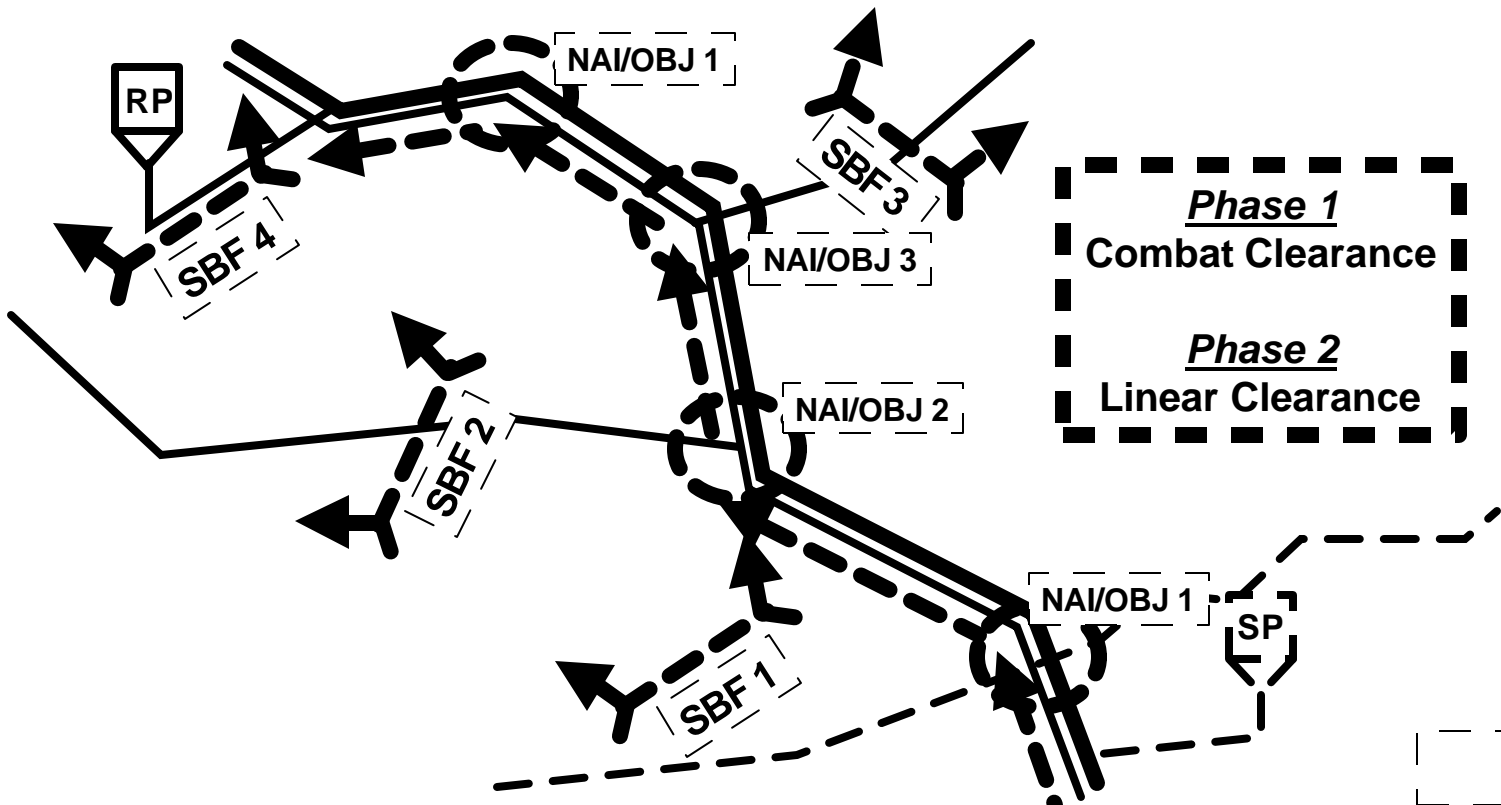 NAI/OBJ 1
RP
SBF 3
Phase 1
Combat Clearance
SBF 4
NAI/OBJ 3
Phase 2
Linear Clearance
NAI/OBJ 2
SBF 2
NAI/OBJ 1
SP
SBF 1